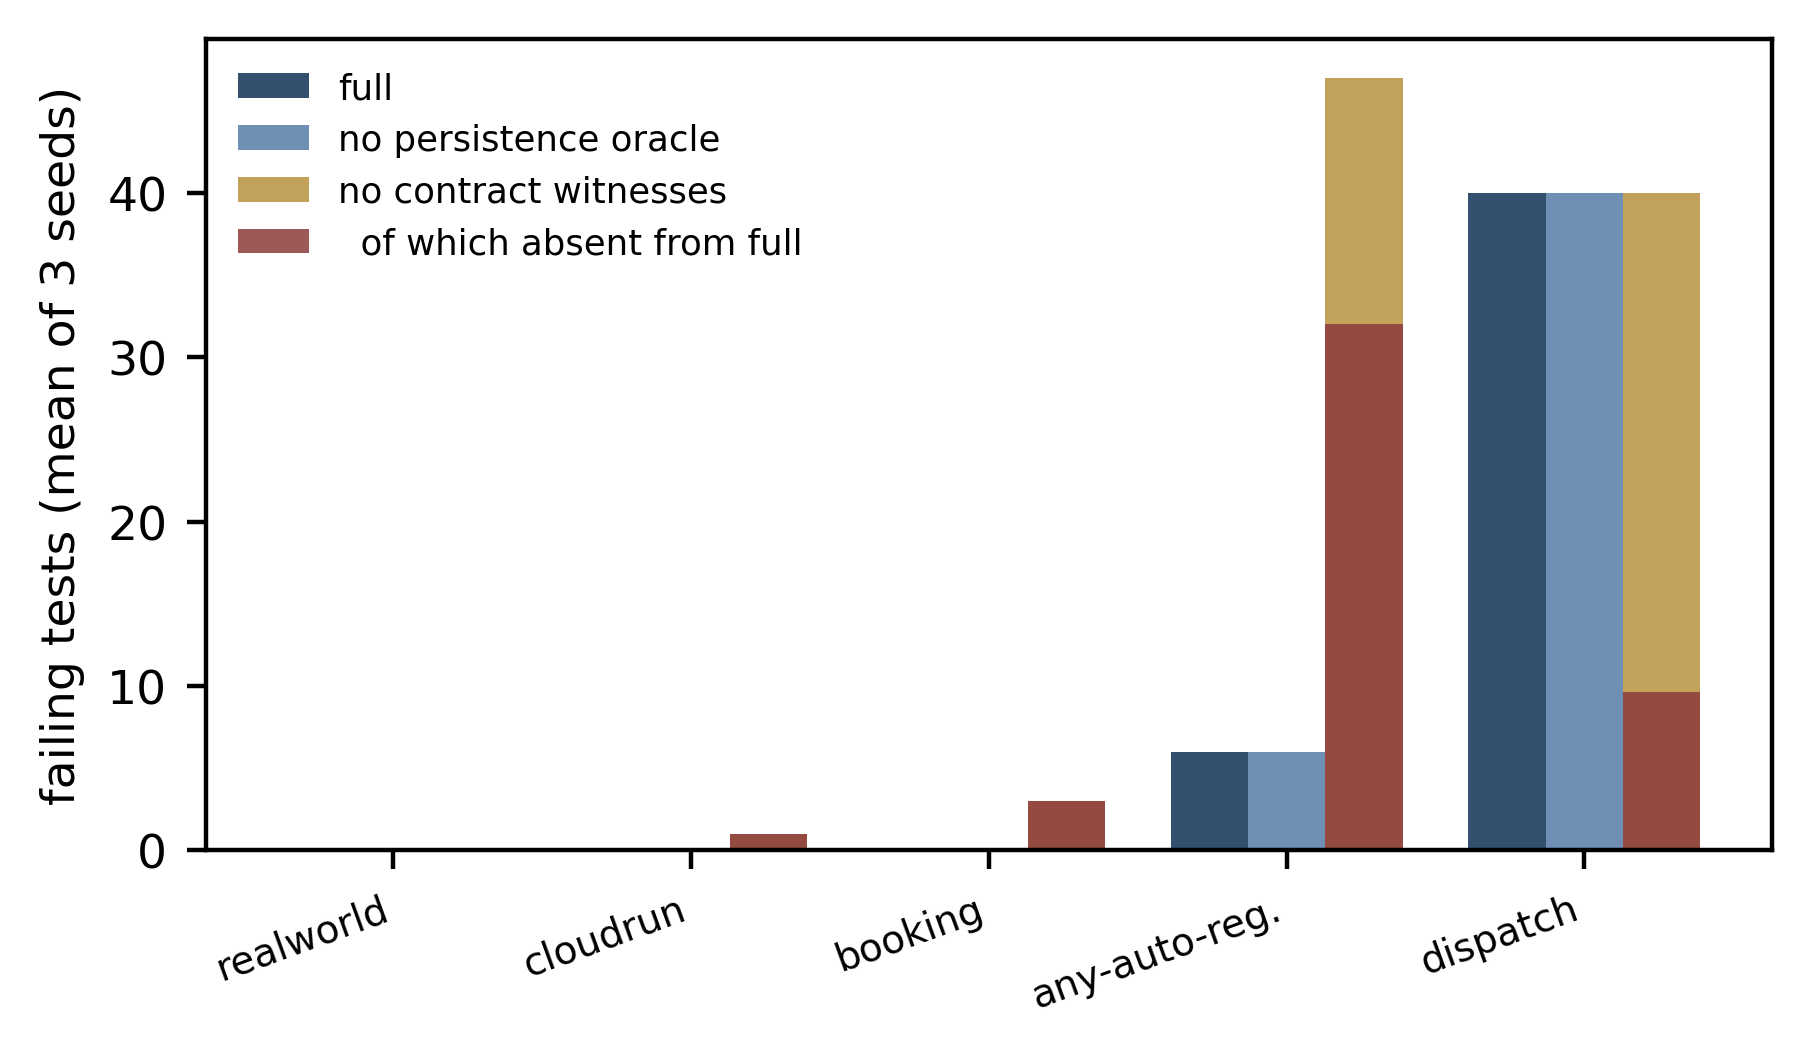 full
no persistence oracle
no contract witnesses
of which absent from full
failing tests (mean of 3 seeds)
40
30
20
10
0
realworld
cloudrun
booking
any-auto-reg.
dispatch